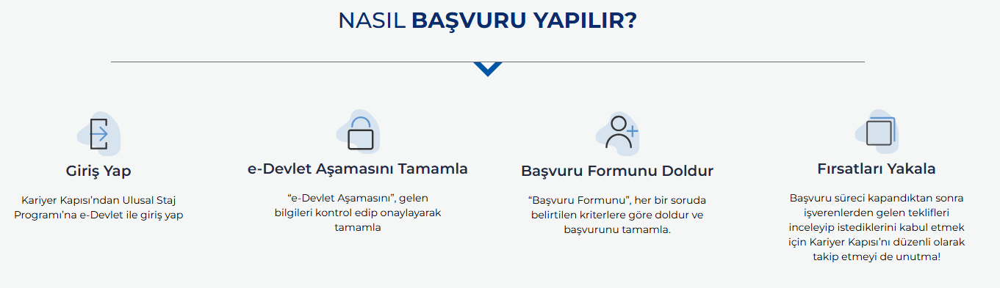 NASIL BAŞVURU YAPILIR?
Giriş Yap
Kariyer Kapısı’ndan Ulusal Staj
Programı’na e-Devlet ile giriş yap
e-Devlet Aşamasını Tamamla
“e-Devlet Aşamasını”, gelen
bilgileri kontrol edip onaylayarak
tamamla
Başvuru Formunu Doldur
“Başvuru Formunu”, her bir soruda
belirtilen kriterlere göre doldur ve
başvurunu tamamla.
Fırsatları Yakala
Başvuru süreci kapandıktan sonra
işverenlerden gelen teklifleri
inceleyip istediklerini kabul etmek
için Kariyer Kapısı’nı düzenli olarak
takip etmeyi de unutma!